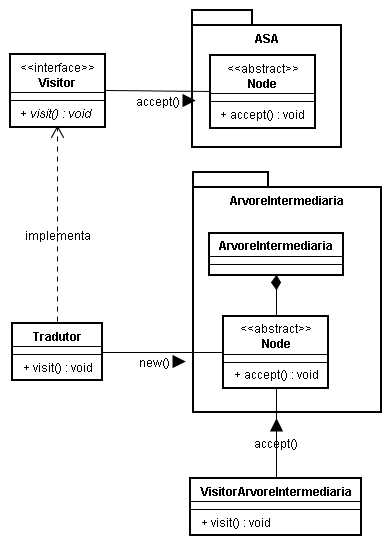 ASA
<<interface>>
Visitor
+ visit() : void
accept()
<<abstract>>
Node
+ accept() : void
implementa
ArvoreIntermediaria
ArvoreIntermediaria
Tradutor
+ visit() : void
new()
<<abstract>>
Node
+ accept() : void
accept()
VisitorArvoreIntermediaria
+ visit() : void